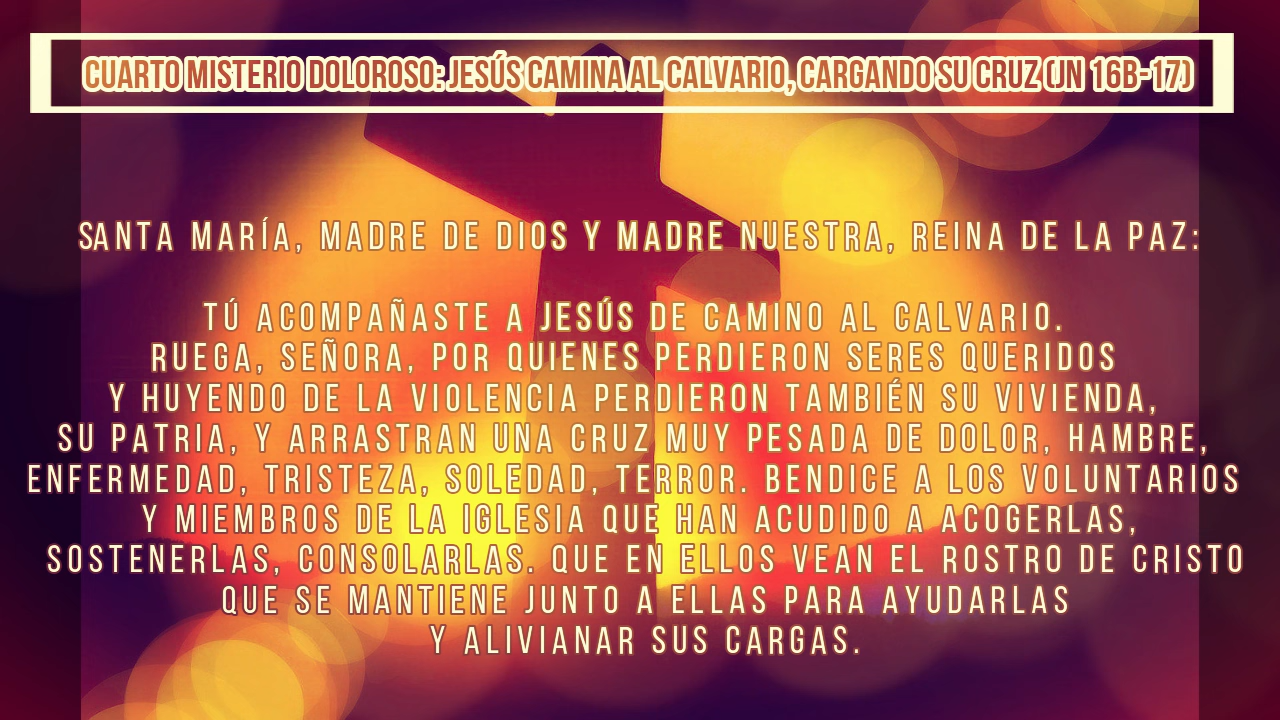 CUARTO MISTERIO DOLOROSO: JESÚS CAMINA AL CALVARIO, CARGANDO SU CRUZ (JN 16B-17)
SANTA MARÍA, MADRE DE DIOS Y MADRE NUESTRA, REINA DE LA PAZ:
TÚ ACOMPAÑASTE A JESÚS DE CAMINO AL CALVARIO.
RUEGA, SEÑORA, POR QUIENES PERDIERON SERES QUERIDOS
Y HUYENDO DE LA VIOLENCIA PERDIERON TAMBIÉN SU VIVIENDA,
SU PATRIA, Y ARRASTRAN UNA CRUZ MUY PESADA DE DOLOR, HAMBRE,
ENFERMEDAD, TRISTEZA, SOLEDAD, TERROR. BENDICE A LOS VOLUNTARIOS
Y MIEMBROS DE LA IGLESIA QUE HAN ACUDIDO A ACOGERLAS,
SOSTENERLAS, CONSOLARLAS. QUE EN ELLOS VEAN EL ROSTRO DE CRISTO
QUE SE MANTIENE JUNTO A ELLAS PARA AYUDARLAS
Y ALIVIANAR SUS CARGAS.